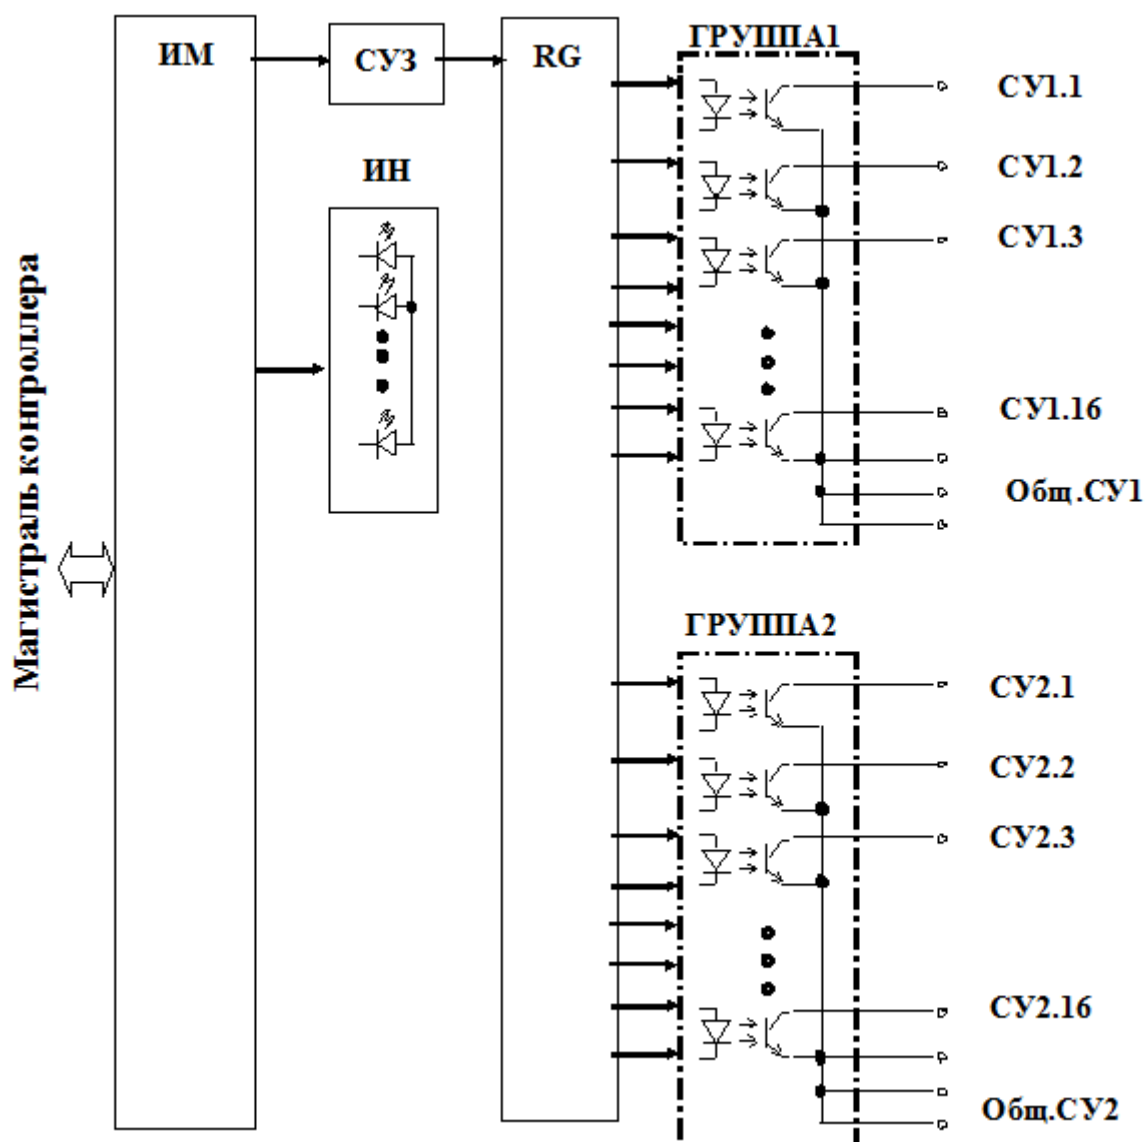 ИМ
СУЗ
RG
ГРУППА1
СУ1.1
СУ1.2
СУ1.3
СУ1.16
Общ.СУ1
ИН
Магистраль контроллера
ГРУППА2
СУ2.1
СУ2.2
СУ2.3
СУ2.16
Общ.СУ2